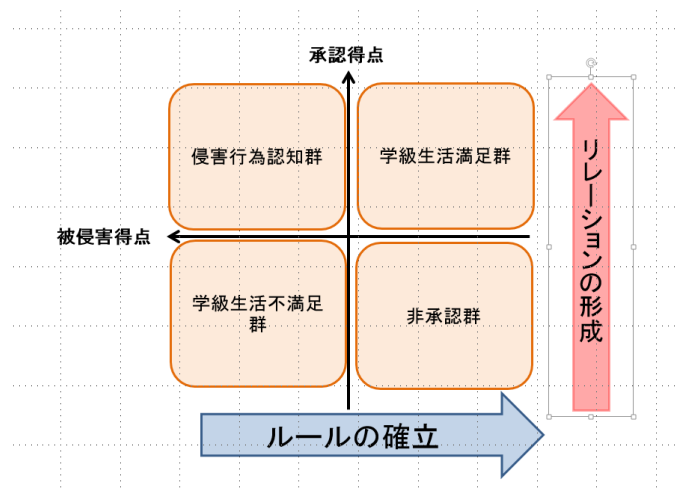 承認得点
侵害行為認知群
学級生活満足群
被侵害得点
学級生活不満足
群
非承認群
リレーションの形成
ルールの確立